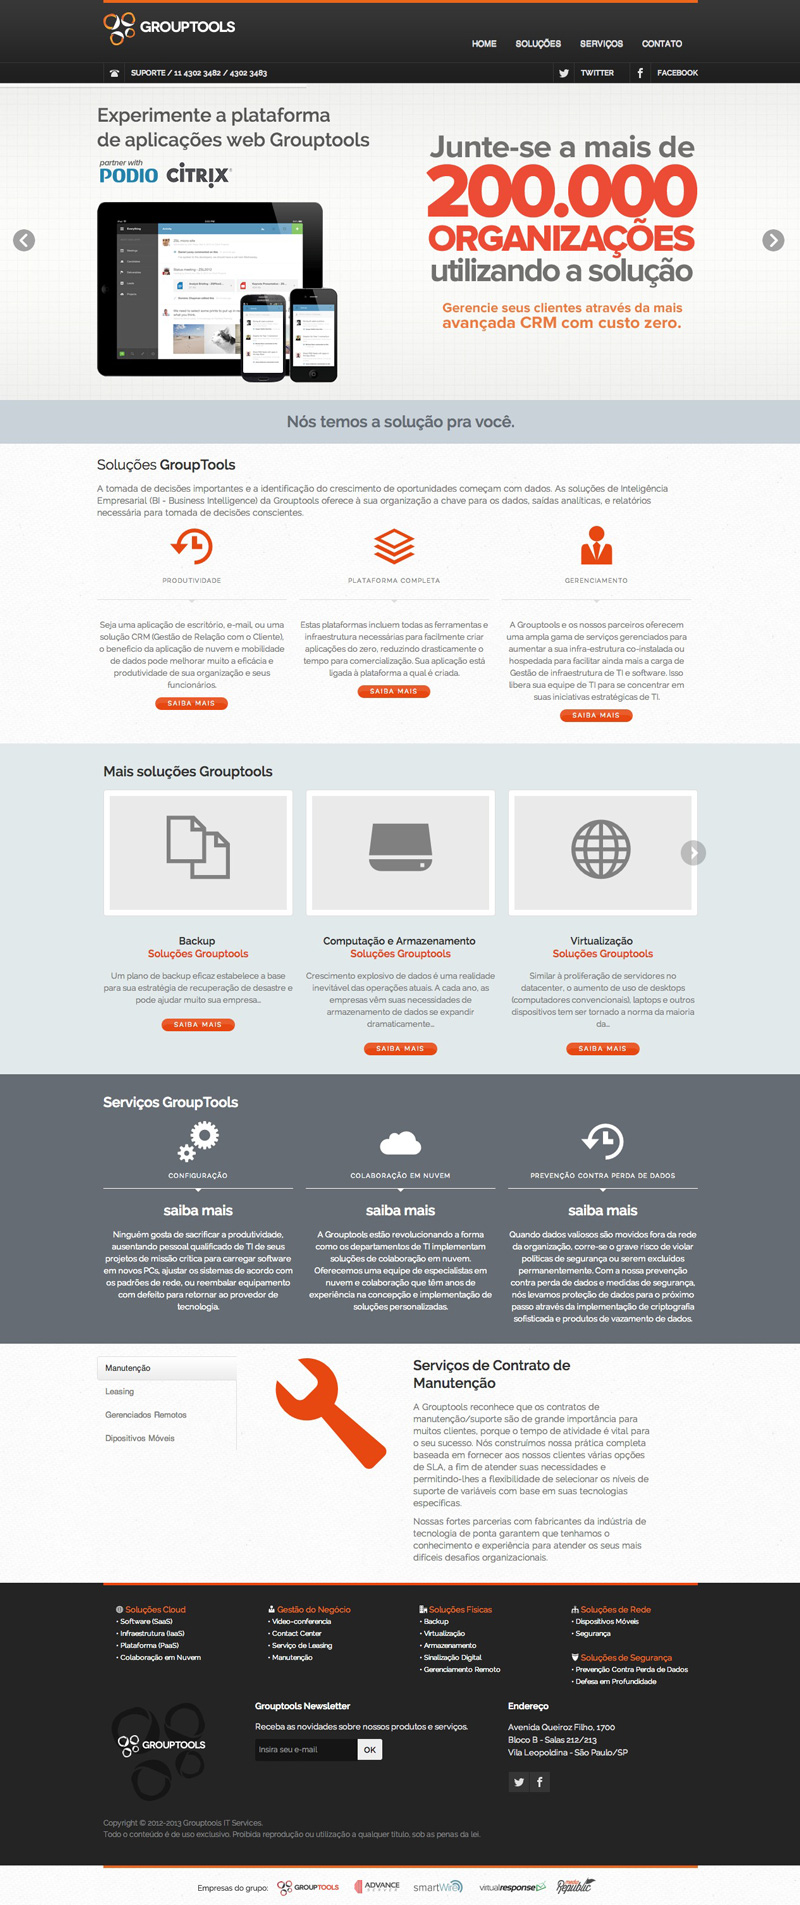 GROUPTOOLS
HOME SOLUÇÕES SERVIÇOS CONTATO
SUPORTE / 11 4302 3482 / 4302 3483
TWITTER FACEBOOK
Experimente a plataforma
de aplicações web Grouptools
partner with
PODIO CITRIX
Junte-se a mais de
200.000
ORGANIZAÇÕES
utilizando a solução
Gerencie seus clientes através da mais
avançada CRM com custo zero.
Nós temos a solução pra você.
Soluções GroupTools
A tomada de decisões importantes e a identificação do crescimento de oportunidades começam com dados. As soluções de Inteligência
Empresarial (BI - Business Intelligence) da Grouptools oferece à sua organização a chave para os dados, saídas analíticas, e relatórios
necessária para tomada de decisões conscientes.
PRODUTIVIDADE
Seja uma aplicação de escritório, e-mail, ou uma
solução CRM (Gestão de Relação com o Cliente),
o beneficio da aplicação de nuvem e mobilidade
de dados pode melhorar muito a eficácia e
produtividade de sua organização e seus
funcionários.
SAIBA MAIS
PLATAFORMA COMPLETA
Estas plataformas incluem todas as ferramentas e
infraestrutura necessárias para facilmente criar
aplicações do zero, reduzindo drasticamente o
tempo para comercialização. Sua aplicação está
ligada à plataforma a qual é criada.
SAIBA MAIS
GERENCIAMENTO
A Grouptools e os nossos parceiros oferecem
uma ampla gama de serviços gerenciados para
aumentar a sua infra-estrutura co-instalada ou
hospedada para facilitar ainda mais a carga de
Gestão de infraestrutura de TI e software. Isso
libera sua equipe de TI para se concentrar em
suas iniciativas estratégicas de TI.
SAIBA MAIS
Mais soluções Grouptools
Backup
Soluções Grouptools
Um plano de backup eficaz estabelece a base
para sua estratégia de recuperação de desastre e
pode ajudar muito sua empresa...
SAIBA MAIS
Computação e Armazenamento
Soluções Grouptools
Crescimento explosivo de dados é uma realidade
inevitável das operações atuais. A cada ano, as
empresas vêm suas necessidades de
armazenamento de dados se expandir
dramaticamente...
SAIBA MAIS
Virtualização
Soluções Grouptools
Similar à proliferação de servidores no
datacenter, o aumento de uso de desktops
(computadores convencionais), laptops e outros
dispositivos tem ser tornado a norma da maioria
da...
SAIBA MAIS
Serviços GroupTools
CONFIGURAÇÃO
saiba mais
Ninguém gosta de sacrificar a produtividade,
ausentando pessoal qualificado de TI de seus
projetos de missão crítica para carregar software
em novos PCs, ajustar os sistemas de acordo com
os padrões de rede, ou reembalar equipamento
com defeito para retornar ao provedor de
tecnologia.
COLABORAÇÃO EM NUVEM
saiba mais
A Grouptools estão revolucionando a forma
como os departamentos de TI implementam
soluções de colaboração em nuvem.
Oferecemos uma equipe de especialistas em
nuvem e colaboração que têm anos de
experiência na concepção e implementação de
soluções personalizadas.
PREVENÇÃO CONTRA PERDA DE DADOS
saiba mais
Quando dados valiosos são movidos fora da rede
da organização, corre-se o grave risco de violar
políticas de segurança ou serem excluídos
permanentemente. Com a nossa prevenção
contra perda de dados e medidas de segurança,
nós levamos proteção de dados para o próximo
passo através da implementação de criptografia
sofisticada e produtos de vazamento de dados.
Manutenção
Leasing
Gerenciados Remotos
Dipositivos Móveis
Serviços de Contrato de
Manutenção
A Grouptools reconhece que os contratos de
manutenção/suporte são de grande importância para
muitos clientes, porque o tempo de atividade é vital para
o seu sucesso. Nós construímos nossa prática completa
baseada em fornecer aos nossos clientes várias opções
de SLA, a fim de atender suas necessidades e
permitindo-lhes a flexibilidade de selecionar os níveis de
suporte de variáveis com base em suas tecnologias
específicas.
Nossas fortes parcerias com fabricantes da indústria de
tecnologia de ponta garantem que tenhamos o
conhecimento e experiência para atender os seus mais
difíceis desafios organizacionais.
Soluções Cloud
• Software (SaaS)
• Infraestrutura (IaaS)
• Plataforma (PaaS)
• Colaboração em Nuvem
Gestão do Negócio
• Video-conferencia
• Contact Center
• Serviço de Leasing
• Manutenção
Soluções Físicas
• Backup
• Virtualização
• Armazenamento
• Sinalização Digital
• Gerenciamento Remoto
Soluções de Rede
• Dispositivos Móveis
• Segurança
Soluções de Segurança
• Prevenção Contra Perda de Dados
• Defesa em Profundidade
GROUPTOOLS
Grouptools Newsletter
Receba as novidades sobre nossos produtos e serviços.
Insira seu e-mail OK
Endereço
Avenida Queiroz Filho, 1700
Bloco B - Salas 212/213
Vila Leopoldina - São Paulo/SP
Copyright © 2012-2013 Grouptools IT Services.
Todo o conteúdo é de uso exclusivo. Proibida reprodução ou utilização a qualquer título, sob as penas da lei.
Empresas do grupo: GROUPTOOLS ADVANCE smartWire virtualresponse Republic